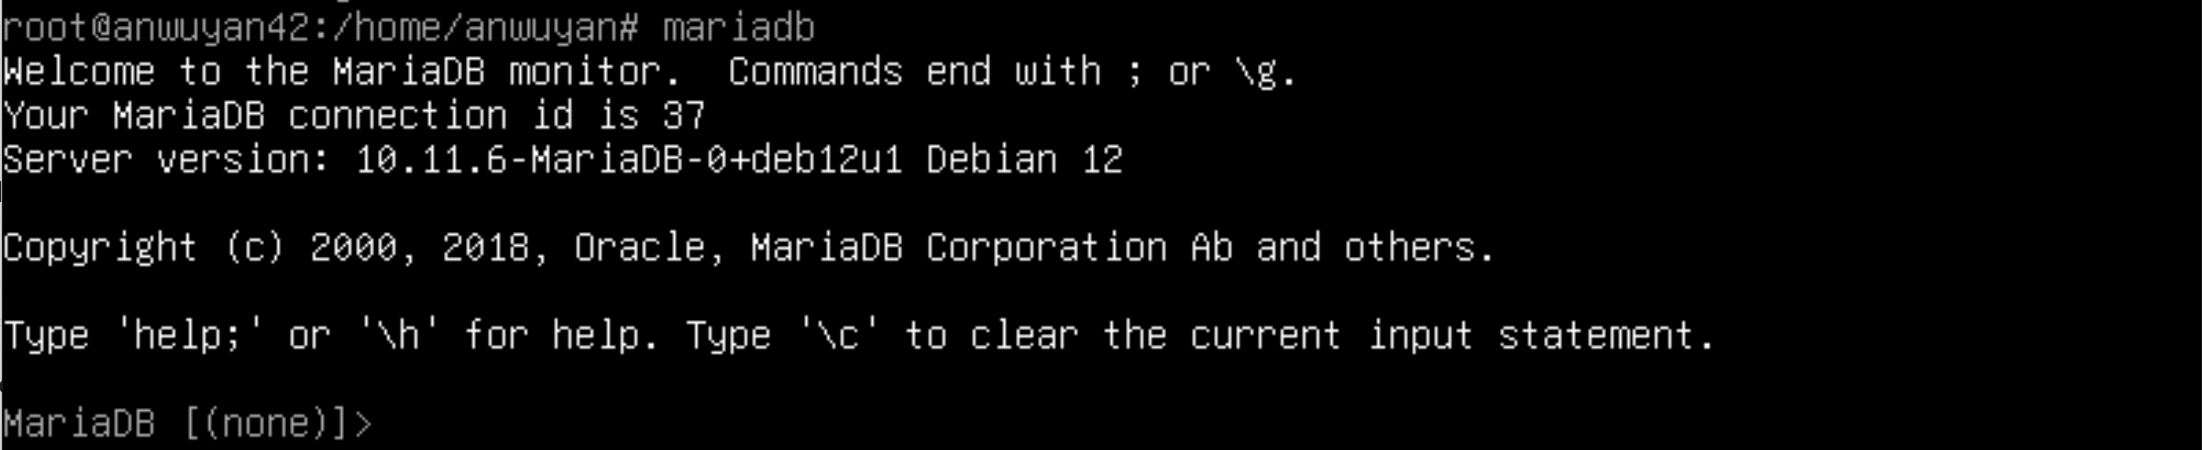 root@anwuyan42:/home/anwuyan# mariadb
Welcome to the MariaDB monitor.  Commands end with ; or \g.
Your MariaDB connection id is 37
Server version: 10.11.6-MariaDB-0+deb12u1 Debian 12
Copyright (c) 2000, 2018, Oracle, MariaDB Corporation Ab and others.
Type 'help;' or '\h' for help. Type '\c' to clear the current input statement.
MariaDB [(none)]>